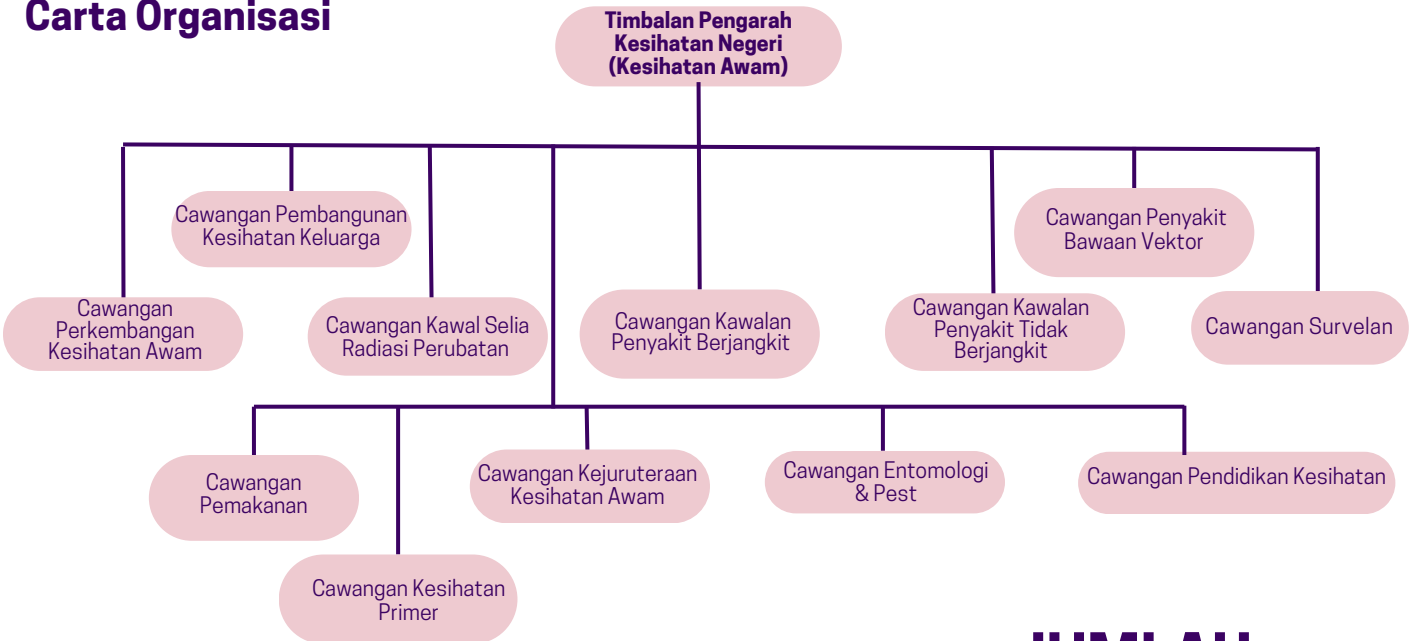 Carta Organisasi
Timbalan Pengarah
Kesihatan Negeri
(Kesihatan Awam)
Cawangan Pembangunan
Kesihatan Keluarga
Cawangan Penyakit
Bawaan Vektor
Cawangan
Perkembangan
Kesihatan Awam
Cawangan Kawal Selia
Radiasi Perubatan
Cawangan Kawalan
Penyakit Berjangkit
Cawangan Kawalan
Penyakit Tidak
Berjangkit
Cawangan Survelan
Cawangan
Pemakanan
Cawangan Kejuruteraan
Kesihatan Awam
Cawangan Entomologi
& Pest
Cawangan Pendidikan Kesihatan
Cawangan Kesihatan
Primer
JUMLAH